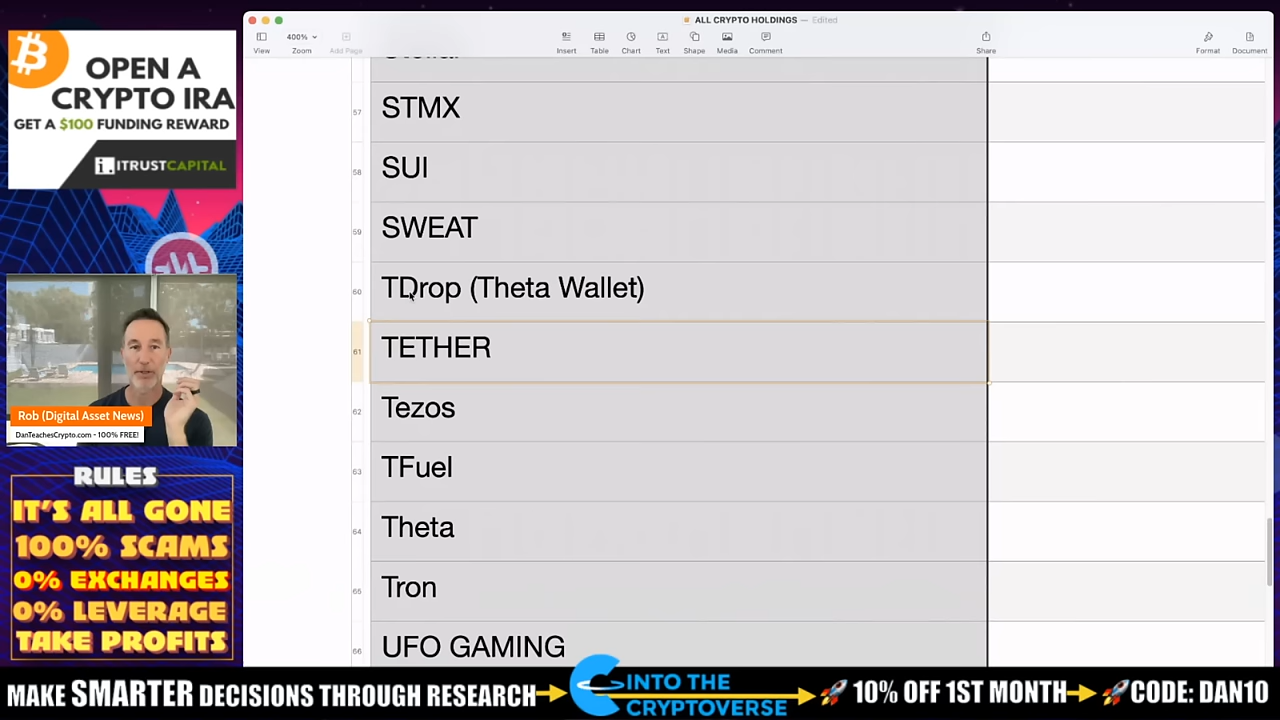 ALL CRYPTO HOLDINGS — Edited
400%
View
Zoom
Add Page
Insert
Table
Chart
Text
Shape
Media
Comment
Share
Format
Document
OPEN A
CRYPTO IRA
GET A $100 FUNDING REWARD
i. ITRUSTCAPITAL
Rob (Digital Asset News)
DanTeachesCrypto.com - 100% FREE!
RULES
IT'S ALL GONE
100% SCAMS
0% EXCHANGES
0% LEVERAGE
TAKE PROFITS
57 STMX
58 SUI
59 SWEAT
60 TDrop (Theta Wallet)
61 TETHER
62 Tezos
63 TFuel
64 Theta
65 Tron
66 UFO GAMING
MAKE SMARTER DECISIONS THROUGH RESEARCH
INTO THE
CRYPTOVERSE
10% OFF 1ST MONTH
CODE: DAN10